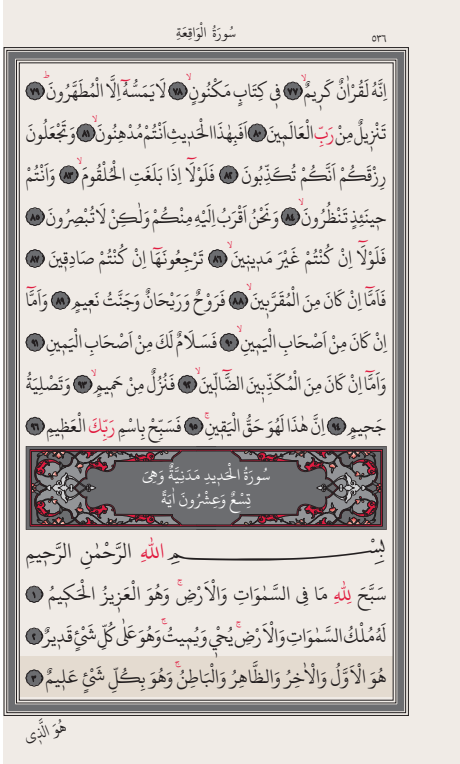 سُورَةُ الْوَاقِعَةِ
٥٣٦
اِنَّهُ لَقُرْاٰنٌ كَرٖيمٌۙ ﴿٧٧﴾ فٖى كِتَابٍ مَكْنُونٍۙ ﴿٧٨﴾ لَا يَمَسُّهُٓ اِلَّا الْمُطَهَّرُونَۜ ﴿٧٩﴾
تَنْزٖيلٌ مِنْ رَبِّ الْعَالَمٖينَ ﴿٨٠﴾ اَفَبِهٰذَا الْحَدٖيثِ اَنْتُمْ مُدْهِنُونَۙ ﴿٨١﴾ وَتَجْعَلُونَ
رِزْقَكُمْ اَنَّكُمْ تُكَذِّبُونَ ﴿٨٢﴾ فَلَوْلَٓا اِذَا بَلَغَتِ الْحُلْقُومَۙ ﴿٨٣﴾ وَاَنْتُمْ
حٖينَئِذٍ تَنْظُرُونَۙ ﴿٨٤﴾ وَنَحْنُ اَقْرَبُ اِلَيْهِ مِنْكُمْ وَلٰكِنْ لَا تُبْصِرُونَ ﴿٨٥﴾
فَلَوْلَٓا اِنْ كُنْتُمْ غَيْرَ مَدٖينٖينَۙ ﴿٨٦﴾ تَرْجِعُونَهَٓا اِنْ كُنْتُمْ صَادِقٖينَ ﴿٨٧﴾
فَاَمَّٓا اِنْ كَانَ مِنَ الْمُقَرَّبٖينَۙ ﴿٨٨﴾ فَرَوْحٌ وَرَيْحَانٌ وَجَنَّتُ نَعٖيمٍ ﴿٨٩﴾ وَاَمَّٓا
اِنْ كَانَ مِنْ اَصْحَابِ الْيَمٖينِۙ ﴿٩٠﴾ فَسَلَامٌ لَكَ مِنْ اَصْحَابِ الْيَمٖينِ ﴿٩١﴾
وَاَمَّٓا اِنْ كَانَ مِنَ الْمُكَذِّبٖينَ الضَّٓالّٖينَۙ ﴿٩٢﴾ فَنُزُلٌ مِنْ حَمٖيمٍۙ ﴿٩٣﴾ وَتَصْلِيَةُ
جَحٖيمٍ ﴿٩٤﴾ اِنَّ هٰذَا لَهُوَ حَقُّ الْيَقٖينِۚ ﴿٩٥﴾ فَسَبِّحْ بِاسْمِ رَبِّكَ الْعَظٖيمِ ﴿٩٦﴾
سُورَةُ الْحَدٖيدِ مَدَنِيَّةٌ وَهِىَ
تِسْعٌ وَعِشْرُونَ اٰيَةً
بِسْمِ اللّٰهِ الرَّحْمٰنِ الرَّحٖيمِ
سَبَّحَ لِلّٰهِ مَا فِى السَّمٰوَاتِ وَالْاَرْضِۚ وَهُوَ الْعَزٖيزُ الْحَكٖيمُ ﴿١﴾
لَهُ مُلْكُ السَّمٰوَاتِ وَالْاَرْضِۚ يُحْيٖ وَيُمٖيتُۚ وَهُوَ عَلٰى كُلِّ شَیْءٍ قَدٖيرٌ ﴿٢﴾
هُوَ الْاَوَّلُ وَالْاٰخِرُ وَالظَّاهِرُ وَالْبَاطِنُۚ وَهُوَ بِكُلِّ شَیْءٍ عَلٖيمٌ ﴿٣﴾
هُوَ الَّذٖى